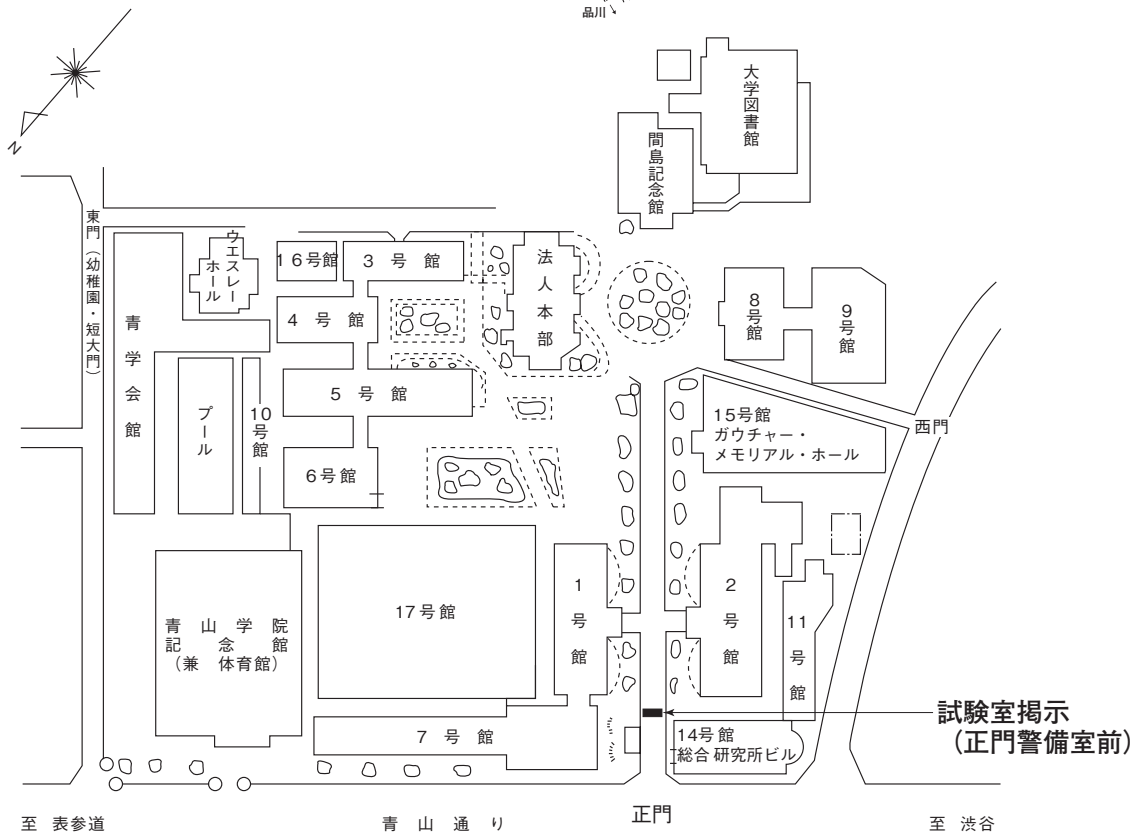 品川
N
大学図書館
間島記念館
東門（幼稚園・短大門）
ウエスレー
ホール
16号館
3 号 館
法人本部
4 号 館
8号館
9号館
青学会館
5 号 館
プール
10号館
15号館
ガウチャー・
メモリアル・ホール
西門
6号館
1号館
2号館
17号館
11号館
青 山 学 院
記 念 館
（兼 体育館）
試験室掲示
（正門警備室前）
7 号 館
14号館
総合研究所ビル
至 表参道
青 山 通 り
正門
至 渋谷